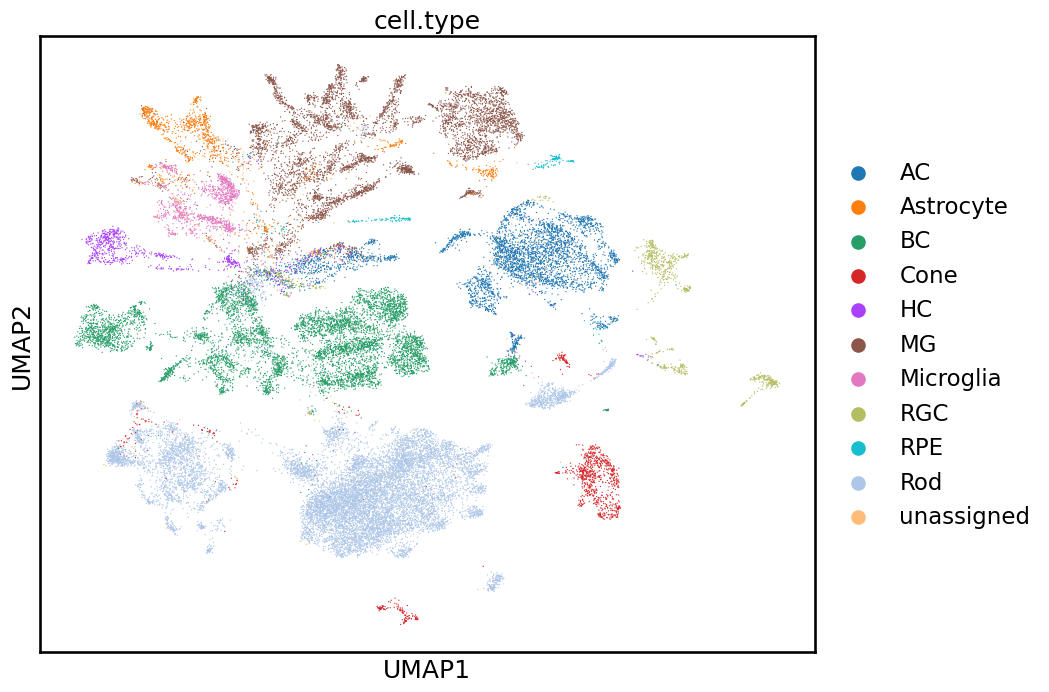 cell.type
UMAP2
UMAP1
AC
Astrocyte
BC
Cone
HC
MG
Microglia
RGC
RPE
Rod
unassigned